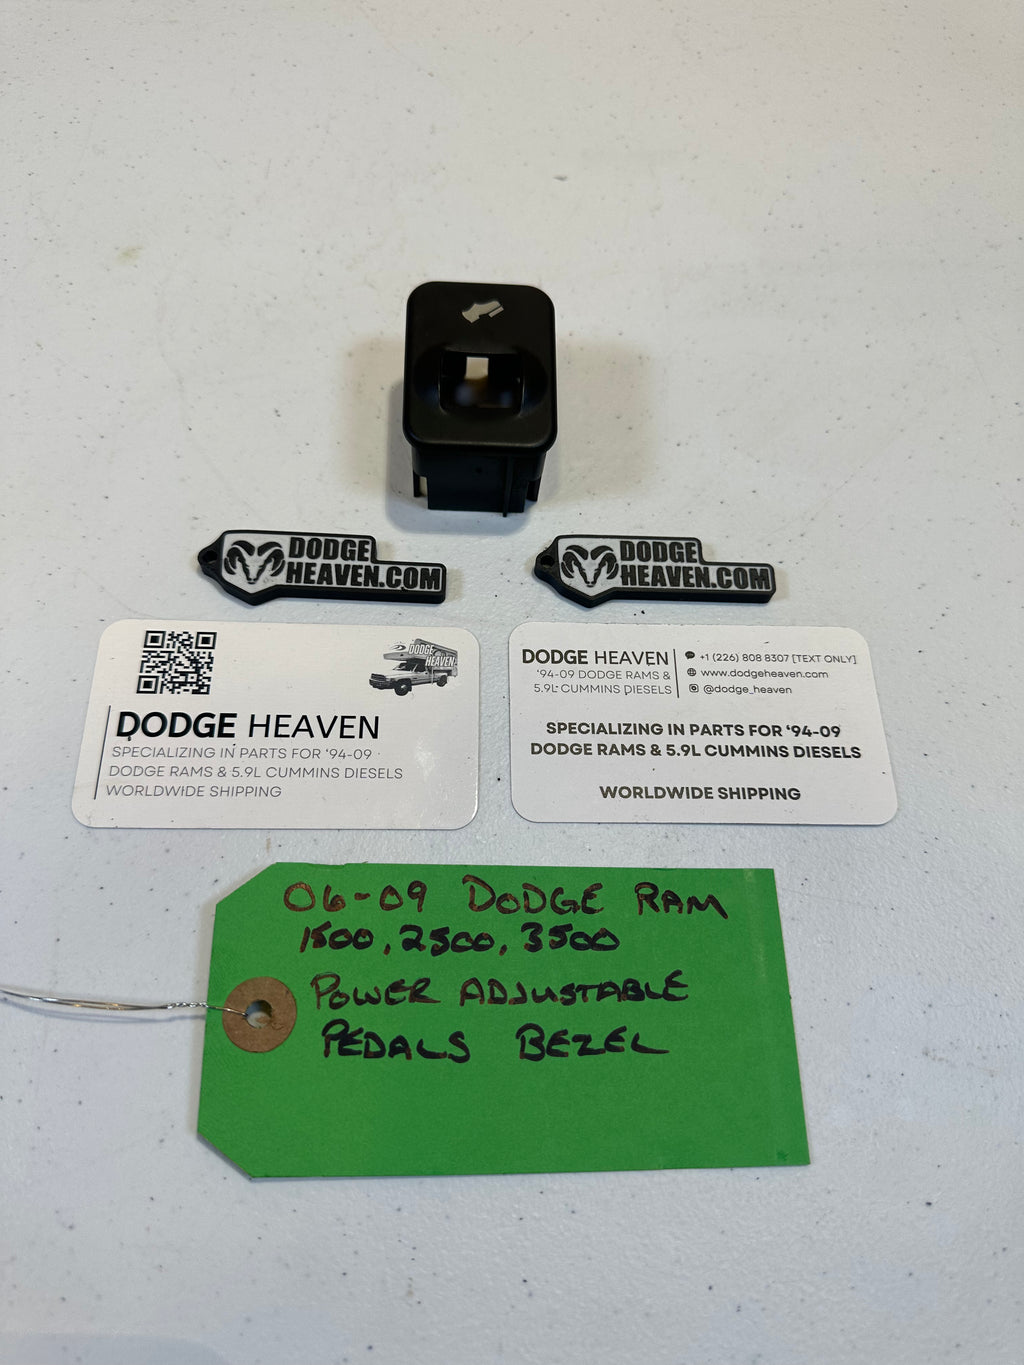 DODGE
HEAVEN.COM
DODGE
HEAVEN.COM
DODGE
HEAVEN
DODGE HEAVEN
SPECIALIZING IN PARTS FOR '94-09
DODGE RAMS & 5.9L CUMMINS DIESELS
WORLDWIDE SHIPPING
DODGE HEAVEN
'94-09 DODGE RAMS &
5.9L CUMMINS DIESELS
+1 (226) 808 8307 [TEXT ONLY]
www.dodgeheaven.com
@dodge_heaven
SPECIALIZING IN PARTS FOR '94-09
DODGE RAMS & 5.9L CUMMINS DIESELS
WORLDWIDE SHIPPING
06-09 DODGE RAM
1500, 2500, 3500
POWER ADJUSTABLE
PEDALS BEZEL